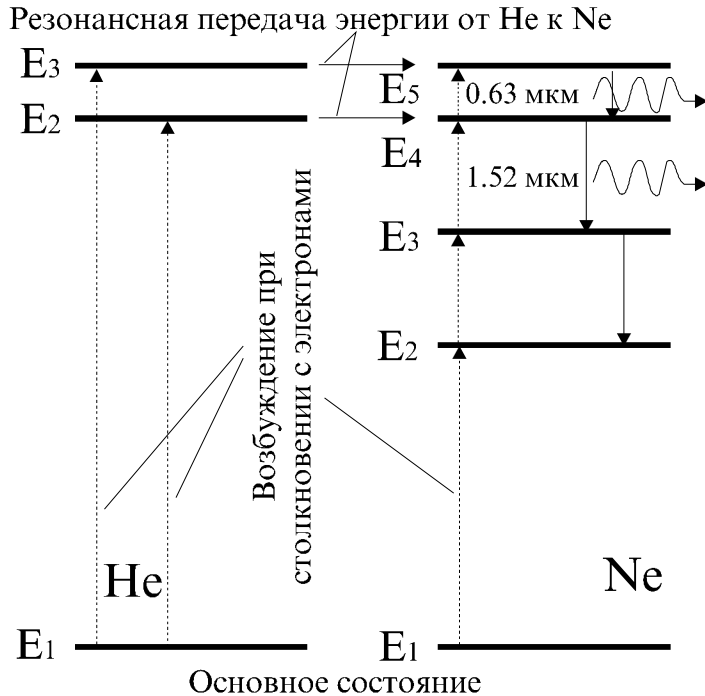 Резонансная передача энергии от He к Ne
E3
E5
0.63 мкм
E2
E4
1.52 мкм
E3
E2
Возбуждение при
столкновении с электронами
He
Ne
E1
E1
Основное состояние